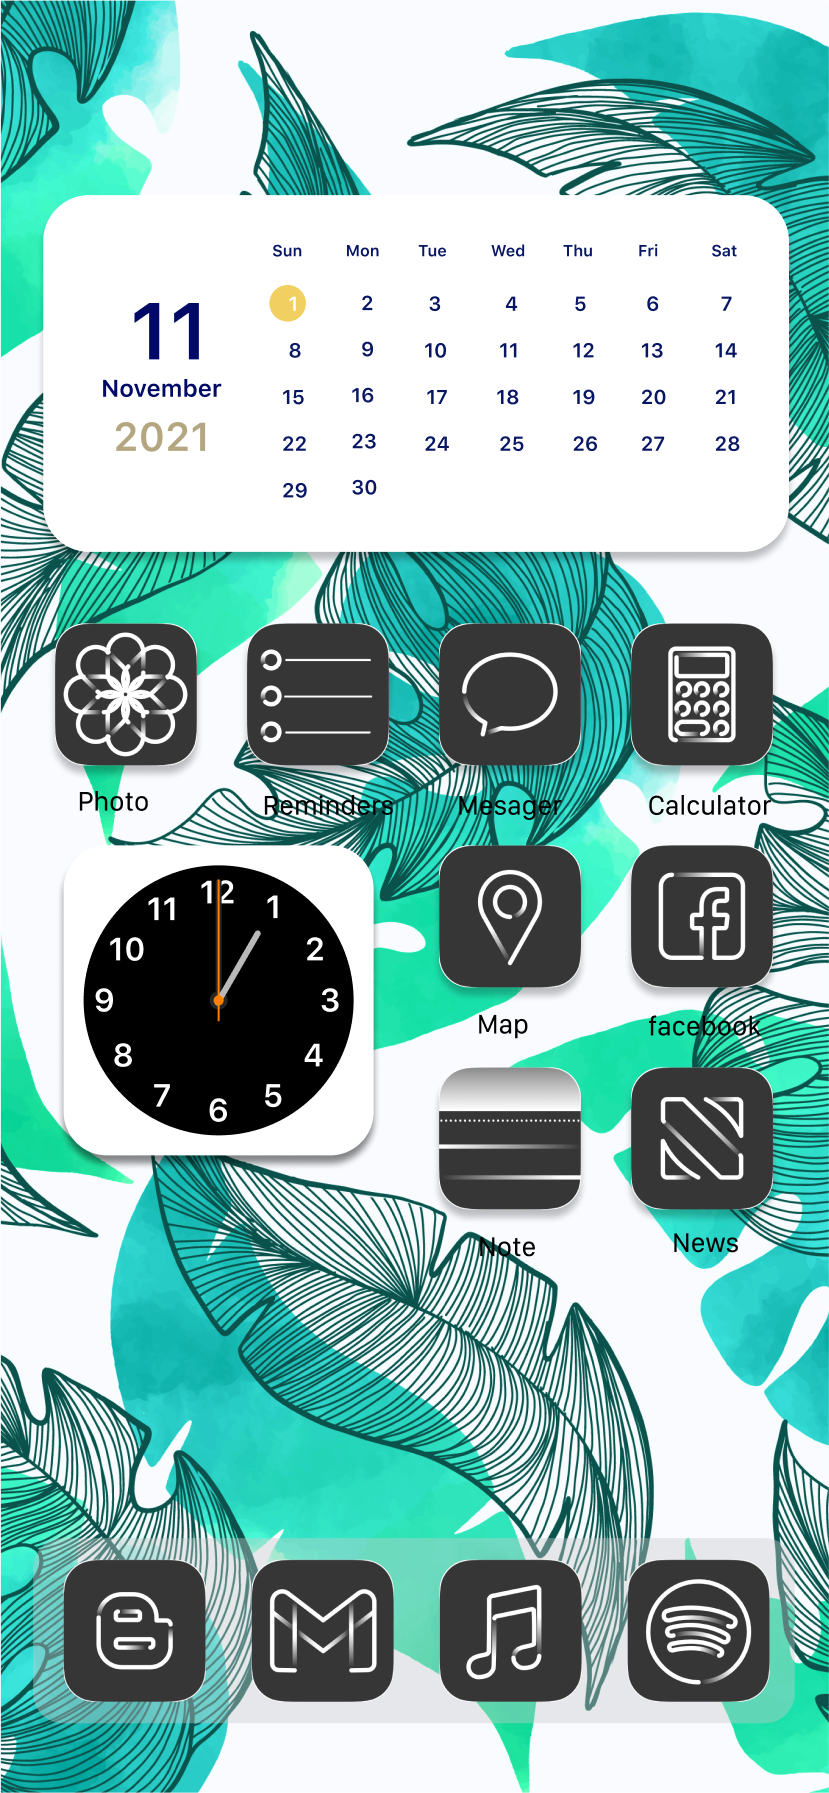 Sun Mon Tue Wed Thu Fri Sat
1 2 3 4 5 6 7
11
8 9 10 11 12 13 14
November
15 16 17 18 19 20 21
2021
22 23 24 25 26 27 28
29 30
Photo Reminders Mesager Calculator
12
11 1
10 2
9 3
8 4
7 5
6
Map facebook
Note News